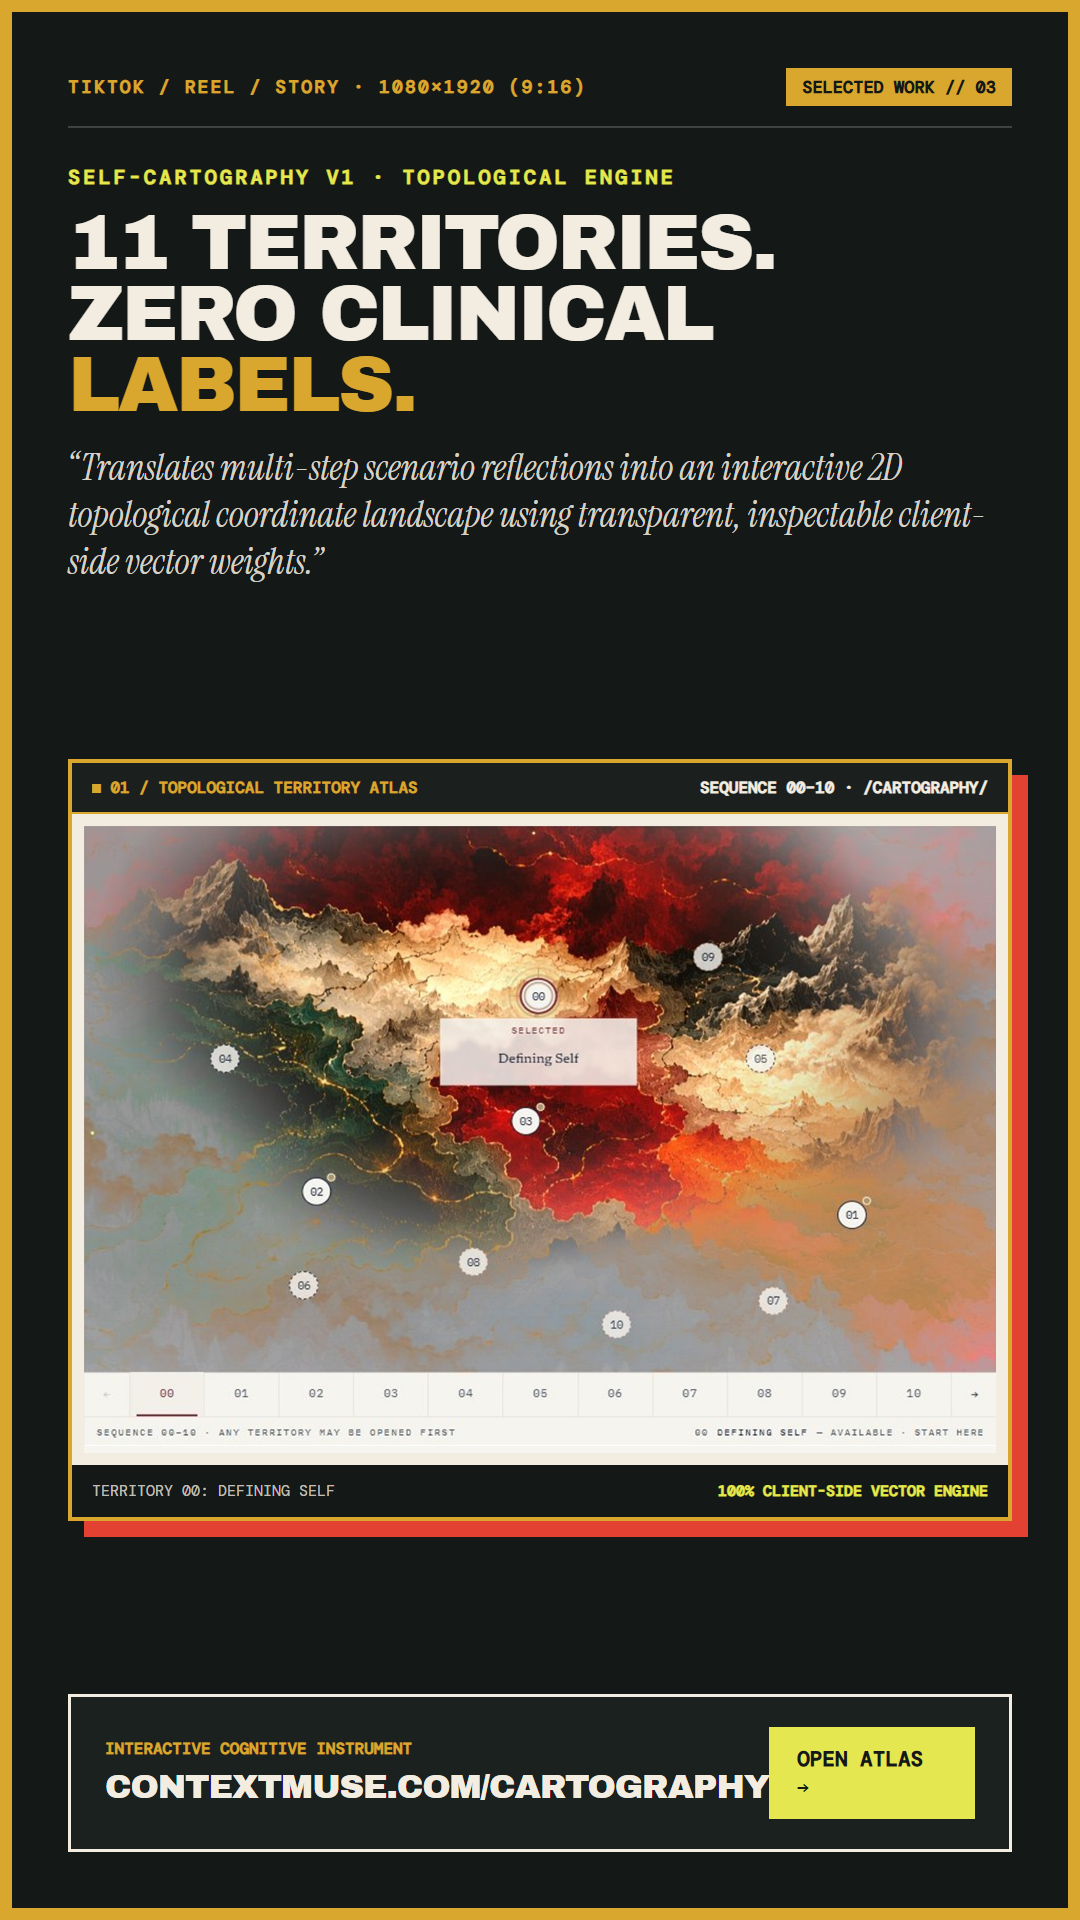 TIKTOK / REEL / STORY · 1080×1920 (9:16)
SELECTED WORK // 03
SELF-CARTOGRAPHY V1 · TOPOLOGICAL ENGINE
11 TERRITORIES.
ZERO CLINICAL
LABELS.
“Translates multi-step scenario reflections into an interactive 2D
topological coordinate landscape using transparent, inspectable client-
side vector weights.”
■ 01 / TOPOLOGICAL TERRITORY ATLAS
SEQUENCE 00–10 · /CARTOGRAPHY/
09
00
SELECTED
Defining Self
04
05
03
02
01
08
06
07
10
← 00 01 02 03 04 05 06 07 08 09 10 →
SEQUENCE 00–10 · ANY TERRITORY MAY BE OPENED FIRST
00 DEFINING SELF — AVAILABLE · START HERE
TERRITORY 00: DEFINING SELF
100% CLIENT-SIDE VECTOR ENGINE
INTERACTIVE COGNITIVE INSTRUMENT
CONTEXTMUSE.COM/CARTOGRAPHY
OPEN ATLAS
→